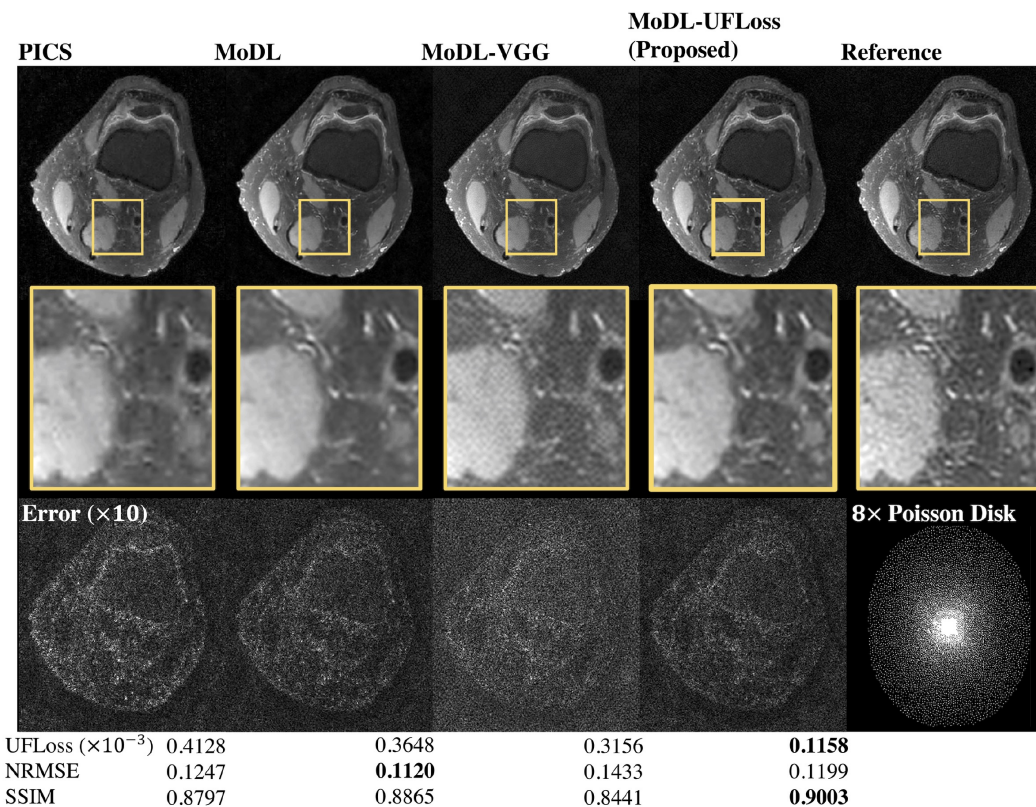 PICS MoDL MoDL-VGG MoDL-UFLoss (Proposed) Reference
Error (×10)
8× Poisson Disk
UFLoss (×10⁻³) 0.4128 0.3648 0.3156 0.1158
NRMSE 0.1247 0.1120 0.1433 0.1199
SSIM 0.8797 0.8865 0.8441 0.9003